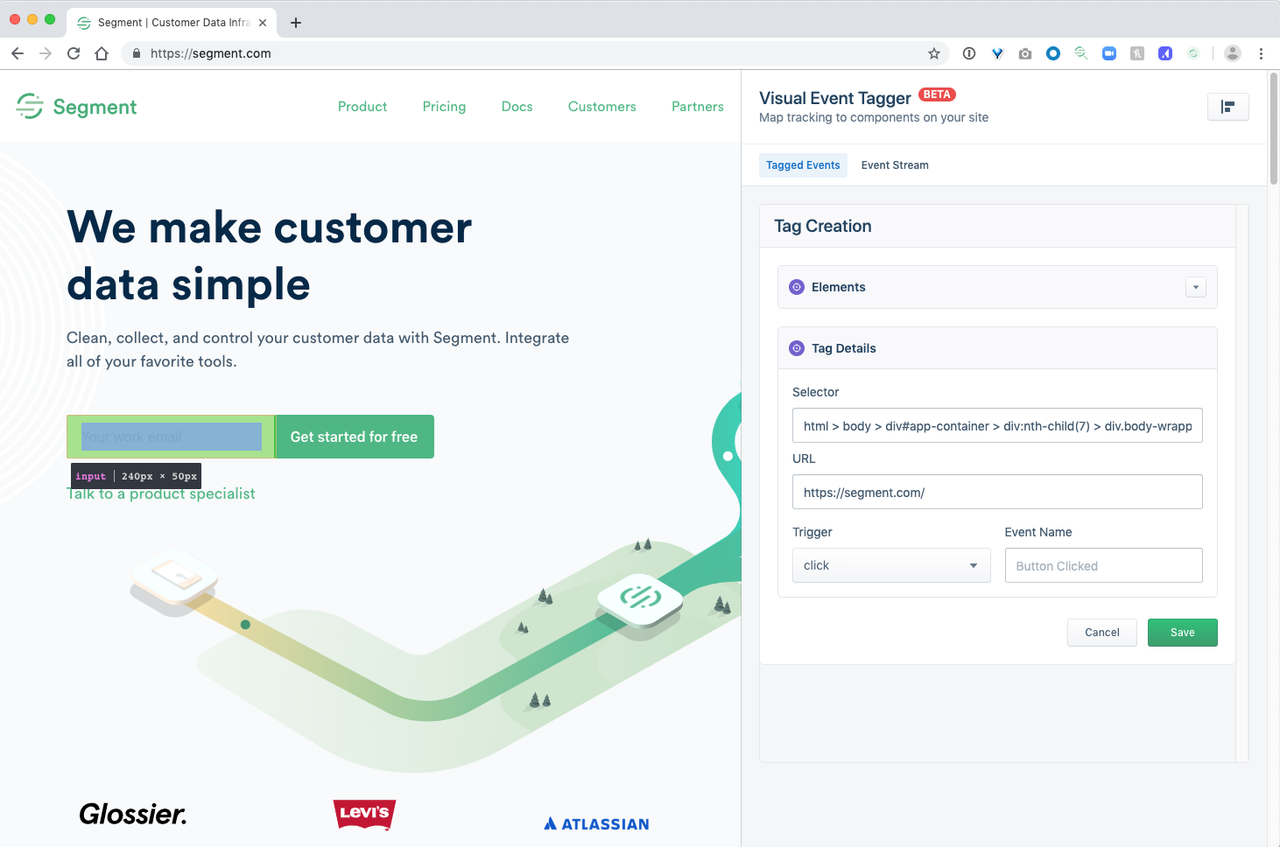 Segment | Customer Data Infra
https://segment.com
Segment
Product
Pricing
Docs
Customers
Partners
We make customer
data simple
Clean, collect, and control your customer data with Segment. Integrate
all of your favorite tools.
Your work email
Get started for free
input | 240px × 50px
Talk to a product specialist
Glossier.
LEVI'S
ATLASSIAN
Visual Event Tagger BETA
Map tracking to components on your site
Tagged Events
Event Stream
Tag Creation
Elements
Tag Details
Selector
html > body > div#app-container > div:nth-child(7) > div.body-wrapp
URL
https://segment.com/
Trigger
Event Name
click
Button Clicked
Cancel
Save